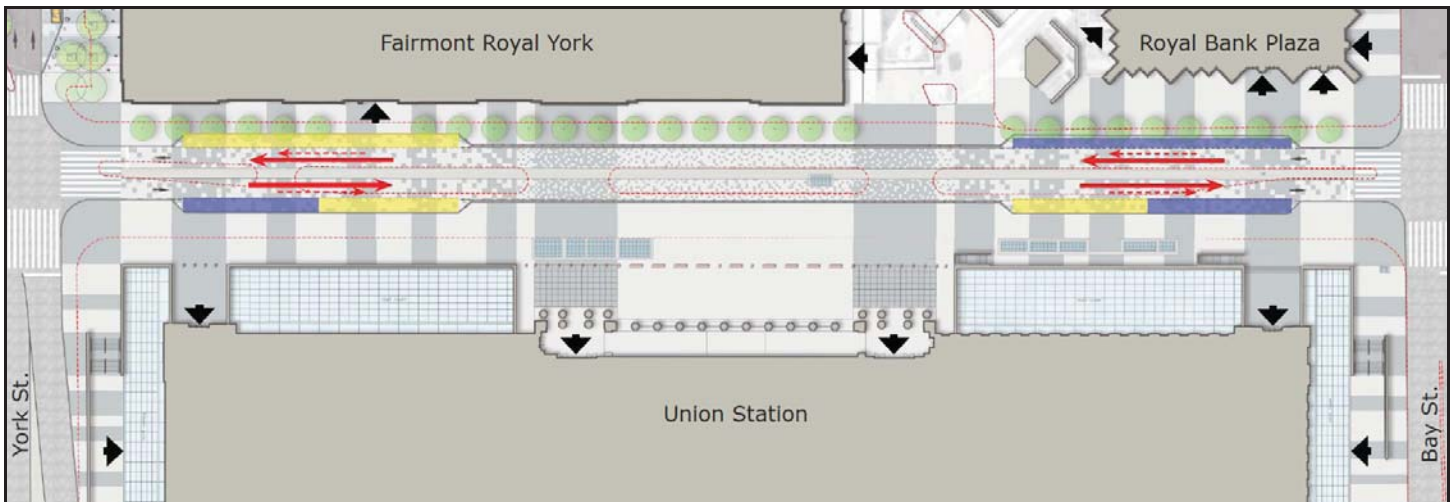 Fairmont Royal York
Royal Bank Plaza
Union Station
York St.
Bay St.